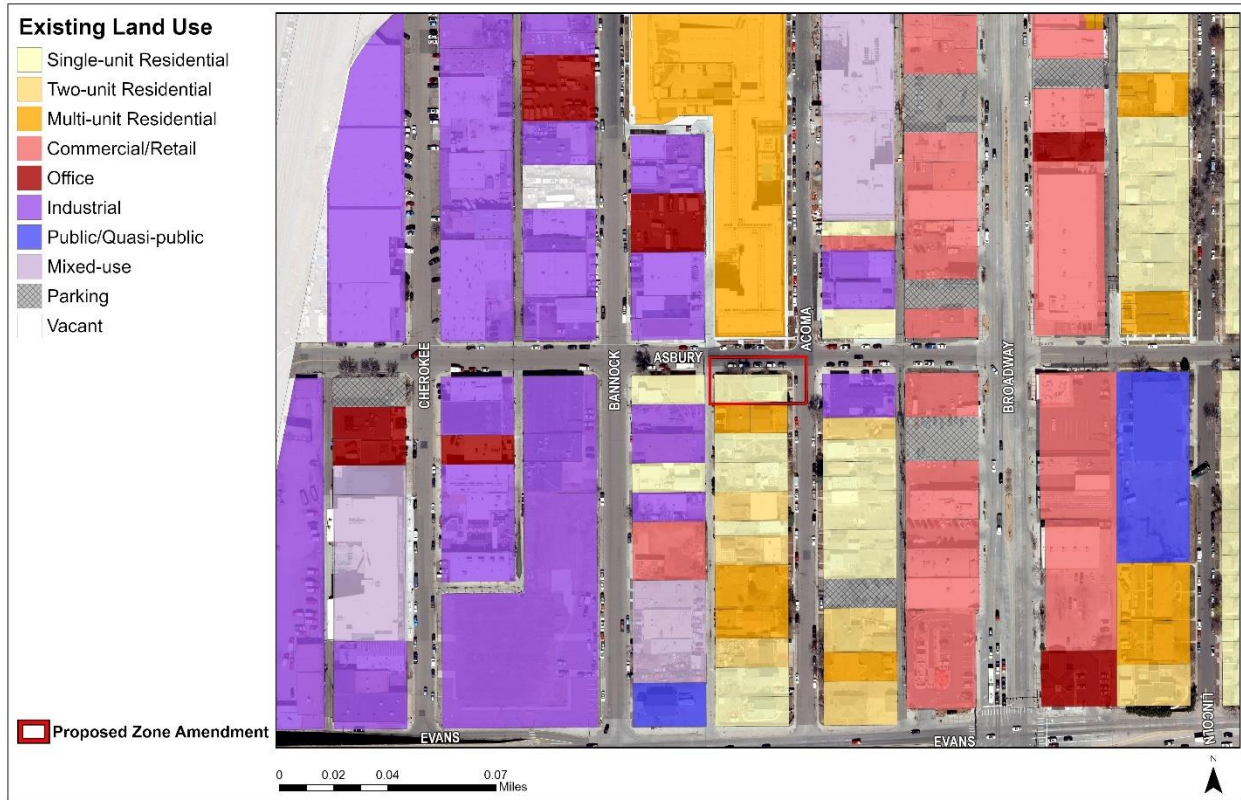 Existing Land Use
Single-unit Residential
Two-unit Residential
Multi-unit Residential
Commercial/Retail
Office
Industrial
Public/Quasi-public
Mixed-use
Parking
Vacant
CHEROKEE
BANNOCK
ASBURY
ACOMA
BROADWAY
LINCOLN
EVANS
EVANS
Proposed Zone Amendment
0 0.02 0.04 0.07
Miles
N